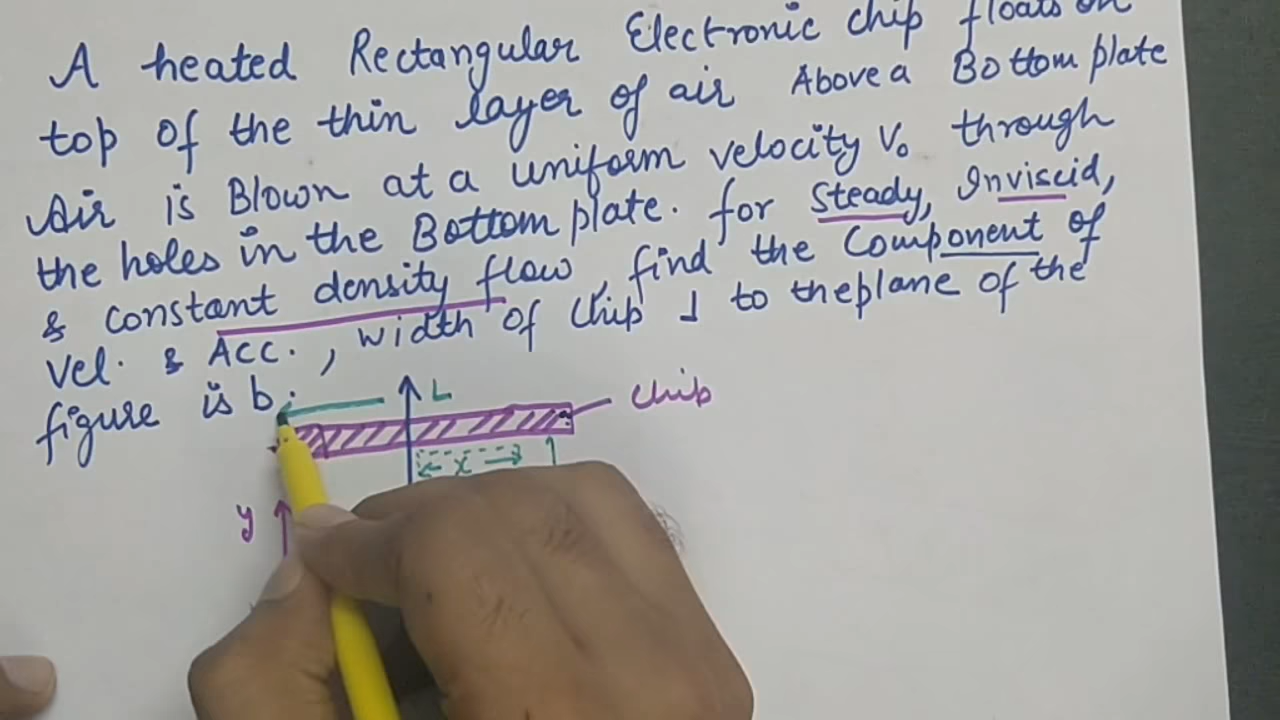 A heated Rectangular Electronic chip floats on
top of the thin layer of air Above a Bottom plate
Air is Blown at a uniform velocity V₀ through
the holes in the Bottom plate. for Steady, Inviscid,
& constant density flow, find the Component of
Vel. & Acc., width of Chip ⊥ to the plane of the
figure is b.
L
Chip
x
y